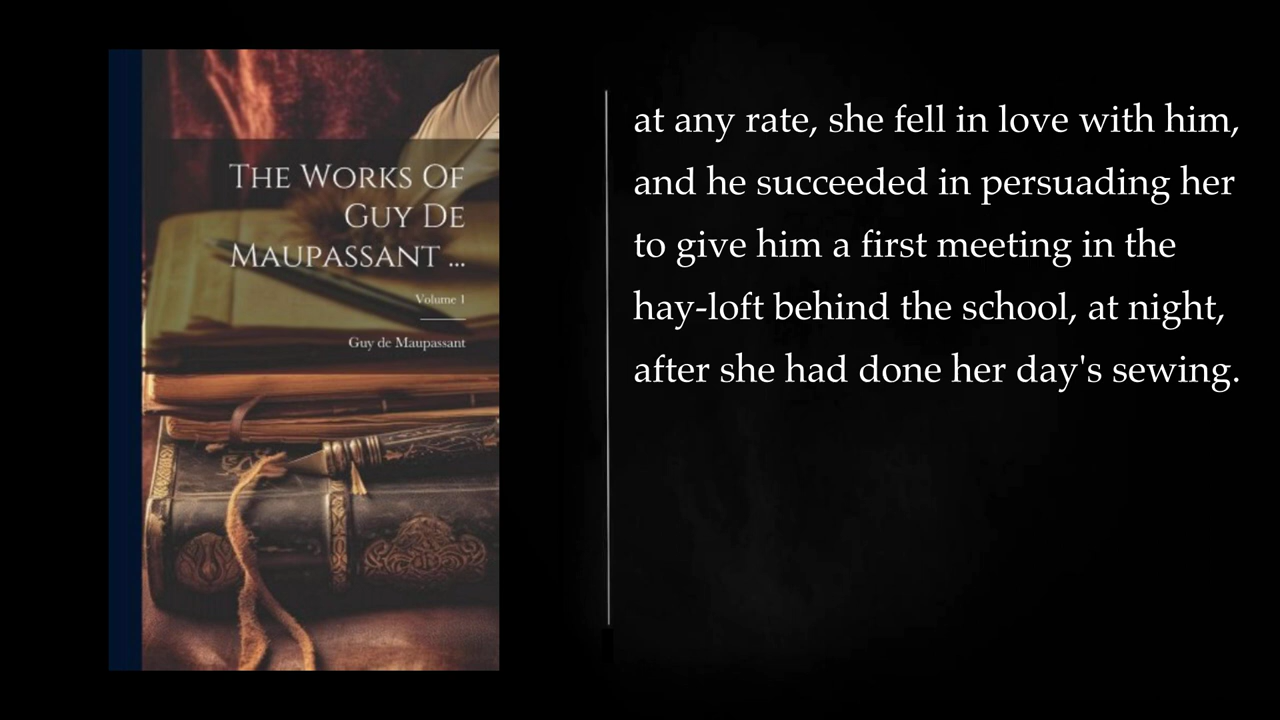 The Works Of
Guy De
Maupassant ...
Volume 1
Guy de Maupassant
at any rate, she fell in love with him,
and he succeeded in persuading her
to give him a first meeting in the
hay-loft behind the school, at night,
after she had done her day's sewing.